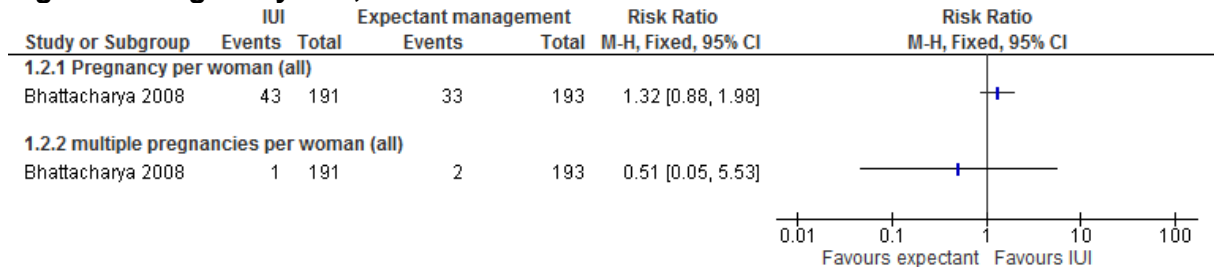 IUI Expectant management Risk Ratio Risk Ratio
Study or Subgroup Events Total Events Total M-H, Fixed, 95% CI M-H, Fixed, 95% CI
1.2.1 Pregnancy per woman (all)
Bhattacharya 2008 43 191 33 193 1.32 [0.88, 1.98]
1.2.2 multiple pregnancies per woman (all)
Bhattacharya 2008 1 191 2 193 0.51 [0.05, 5.53]
0.01 0.1 1 10 100
Favours expectant Favours IUI